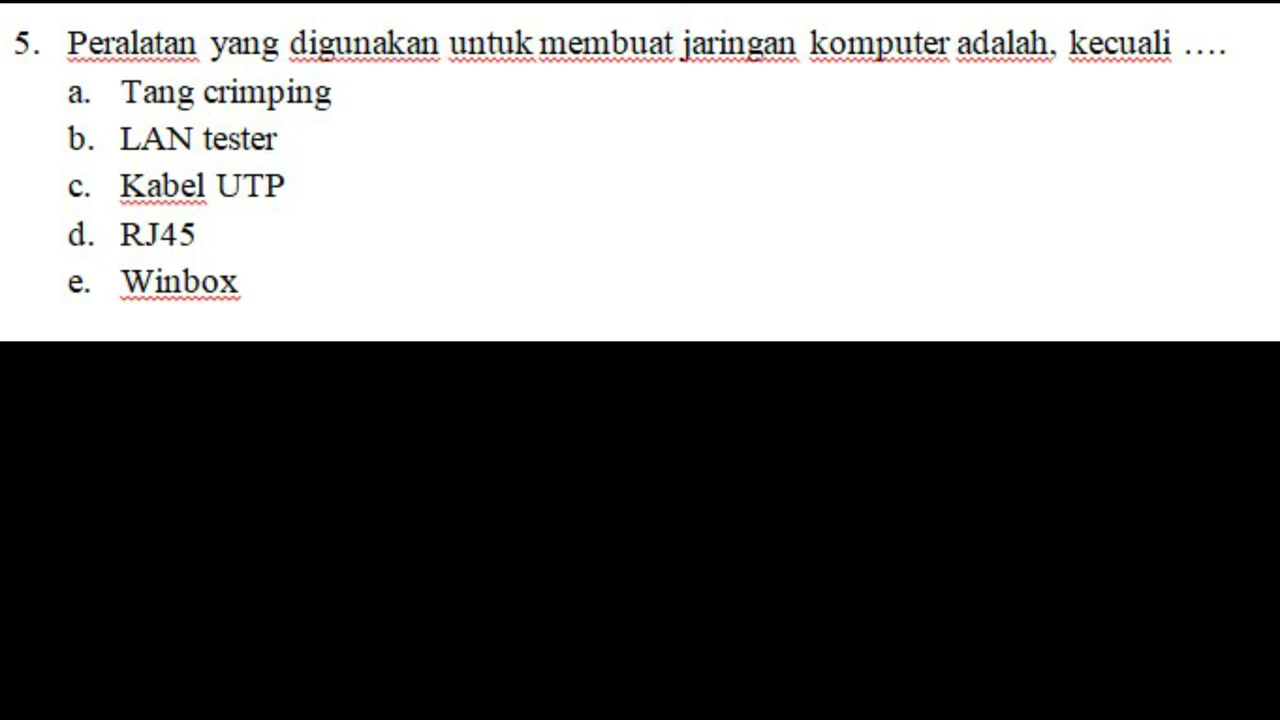 5. Peralatan yang digunakan untuk membuat jaringan komputer adalah, kecuali ….
a. Tang crimping
b. LAN tester
c. Kabel UTP
d. RJ45
e. Winbox